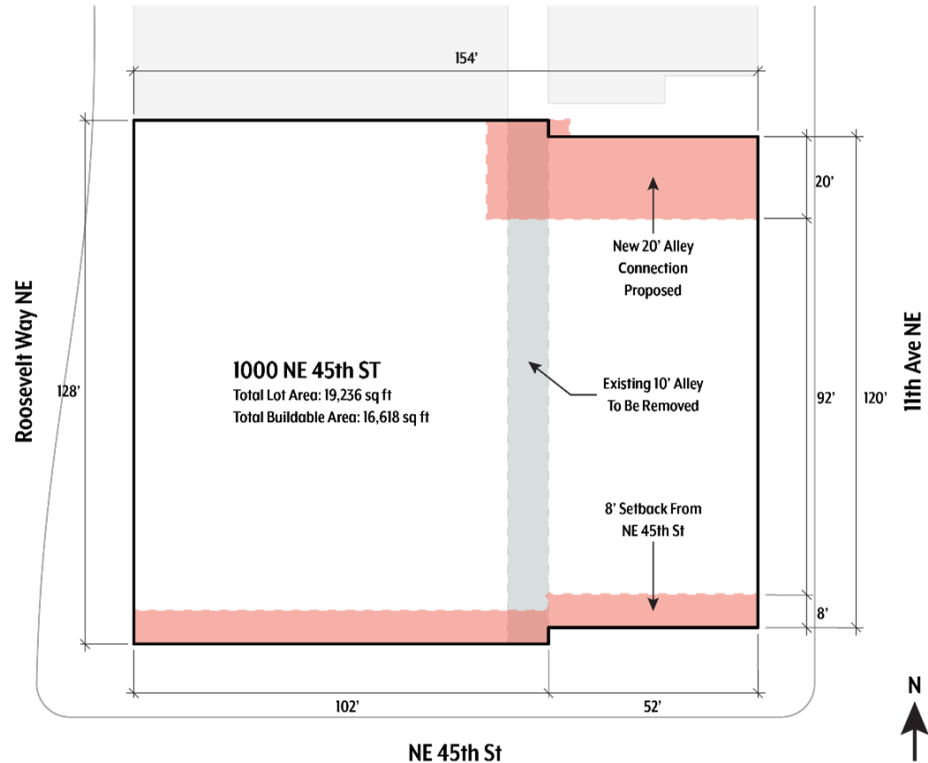 154'
20'
New 20' Alley
Connection
Proposed
Roosevelt Way NE
128'
1000 NE 45th ST
Total Lot Area: 19,236 sq ft
Total Buildable Area: 16,618 sq ft
Existing 10' Alley
To Be Removed
92'
120'
11th Ave NE
8' Setback From
NE 45th St
8'
102'
52'
N
NE 45th St